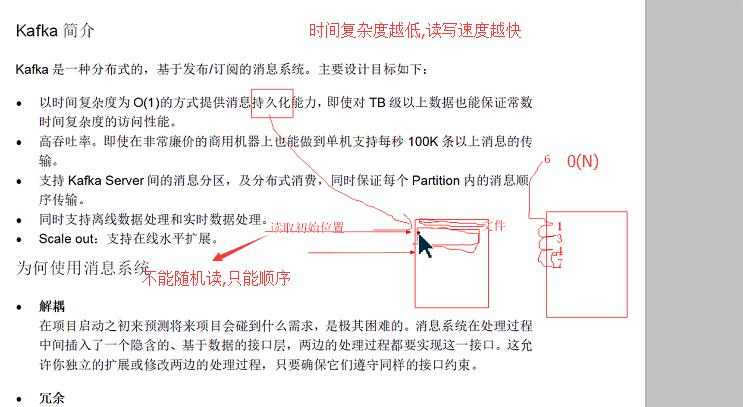 Kafka 简介
时间复杂度越低,读写速度越快
Kafka 是一种分布式的，基于发布/订阅的消息系统。主要设计目标如下：
● 以时间复杂度为 O(1)的方式提供消息持久化能力，即使对 TB 级以上数据也能保证常数
时间复杂度的访问性能。
● 高吞吐率。即使在非常廉价的商用机器上也能做到单机支持每秒 100K 条以上消息的传
输。
● 支持 Kafka Server 间的消息分区，及分布式消费，同时保证每个 Partition 内的消息顺
序传输。
● 同时支持离线数据处理和实时数据处理。
● Scale out：支持在线水平扩展。
读取初始位置
文件
6
0(N)
1
3
4
7
为何使用消息系统
不能随机读,只能顺序
● 解耦
在项目启动之初来预测将来项目会碰到什么需求，是极其困难的。消息系统在处理过程
中间插入了一个隐含的、基于数据的接口层，两边的处理过程都要实现这一接口。这允
许你独立的扩展或修改两边的处理过程，只要确保它们遵守同样的接口约束。
● 冗余